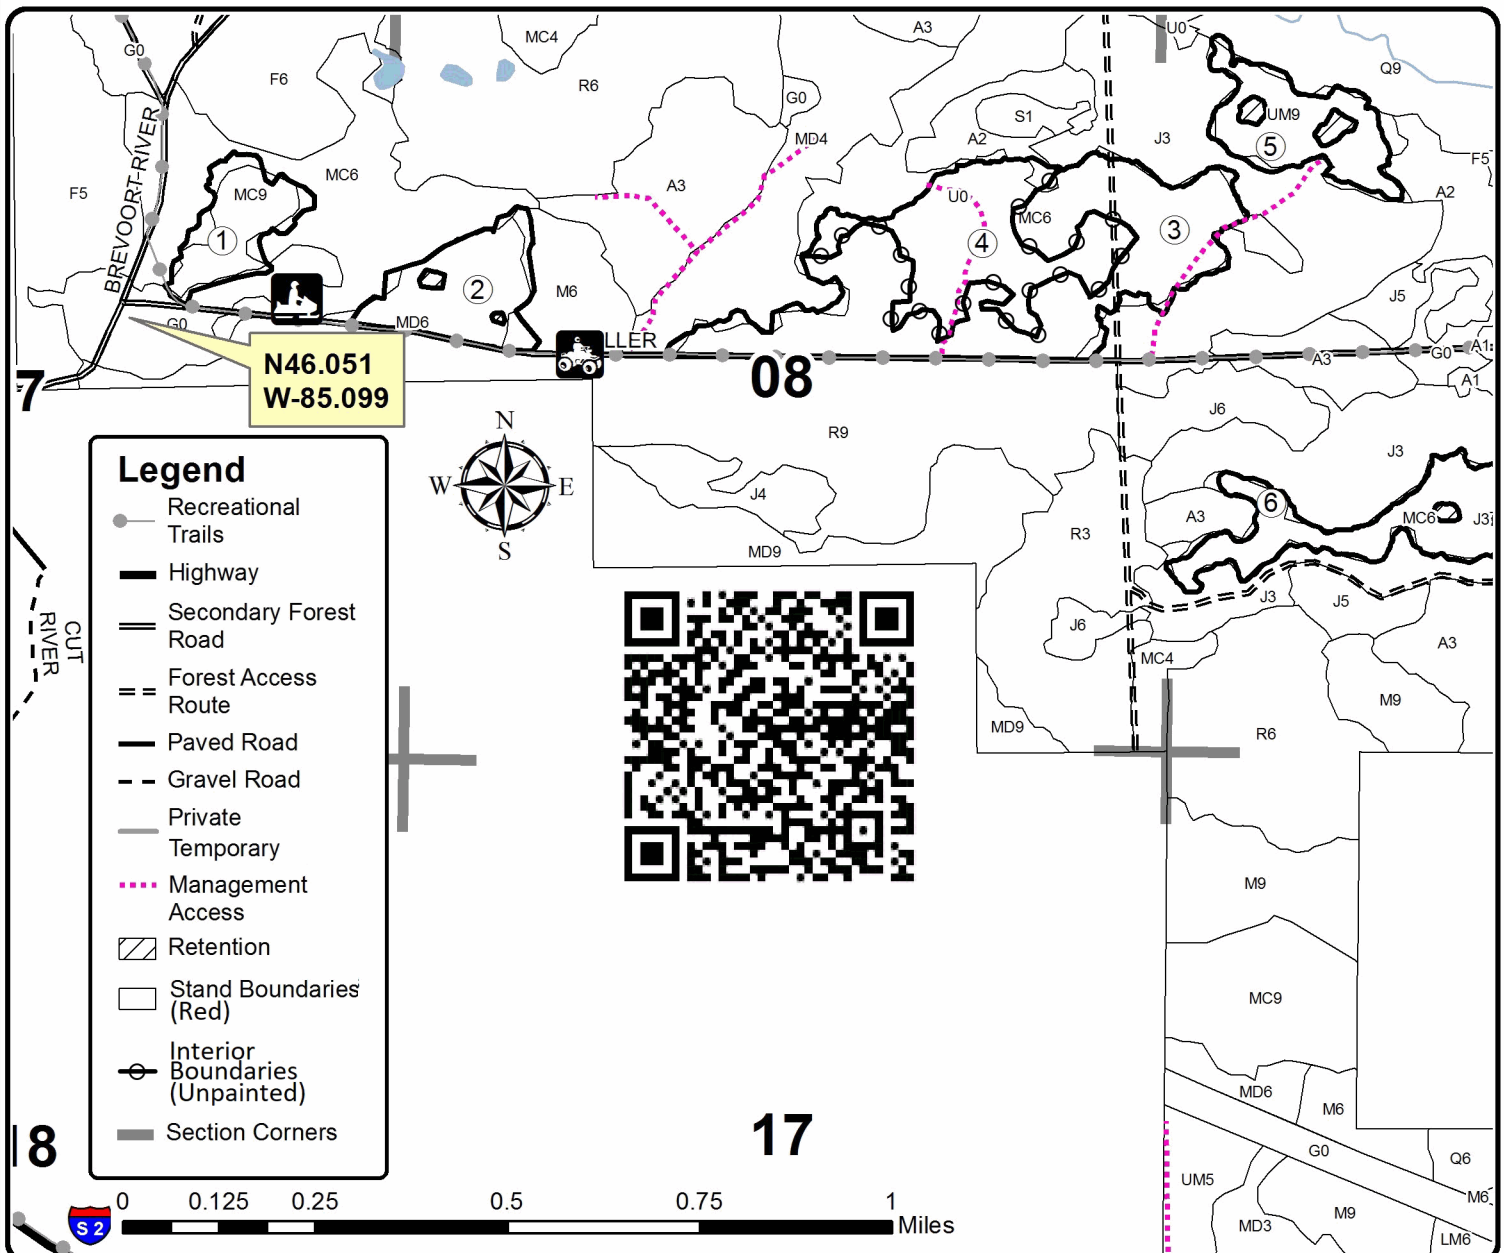 MC4
A3
U0
G0
F6
R6
G0
Q9
S1
UM9
BREVOORT RIVER
MD4
A2
J3
5
F5
MC6
A3
F5
MC9
U0
A2
MC6
1
4
3
2
M6
J5
G0
MD6
LLER
A1
G0
A3
N46.051
W-85.099
7
08
A1
J6
N
R9
W
E
S
J3
J4
6
A3
MC6
J3
MD9
R3
J3
J5
J6
A3
MC4
CUT
RIVER
M9
MD9
R6
Legend
Recreational
Trails
Highway
Secondary Forest
Road
Forest Access
Route
Paved Road
Gravel Road
Private
Temporary
Management
Access
Retention
Stand Boundaries
(Red)
Interior
Boundaries
(Unpainted)
Section Corners
M9
MC9
MD6
M6
17
8
G0
Q6
UM5
M6
M9
MD3
LM6
S 2
0 0.125 0.25 0.5 0.75 1
Miles